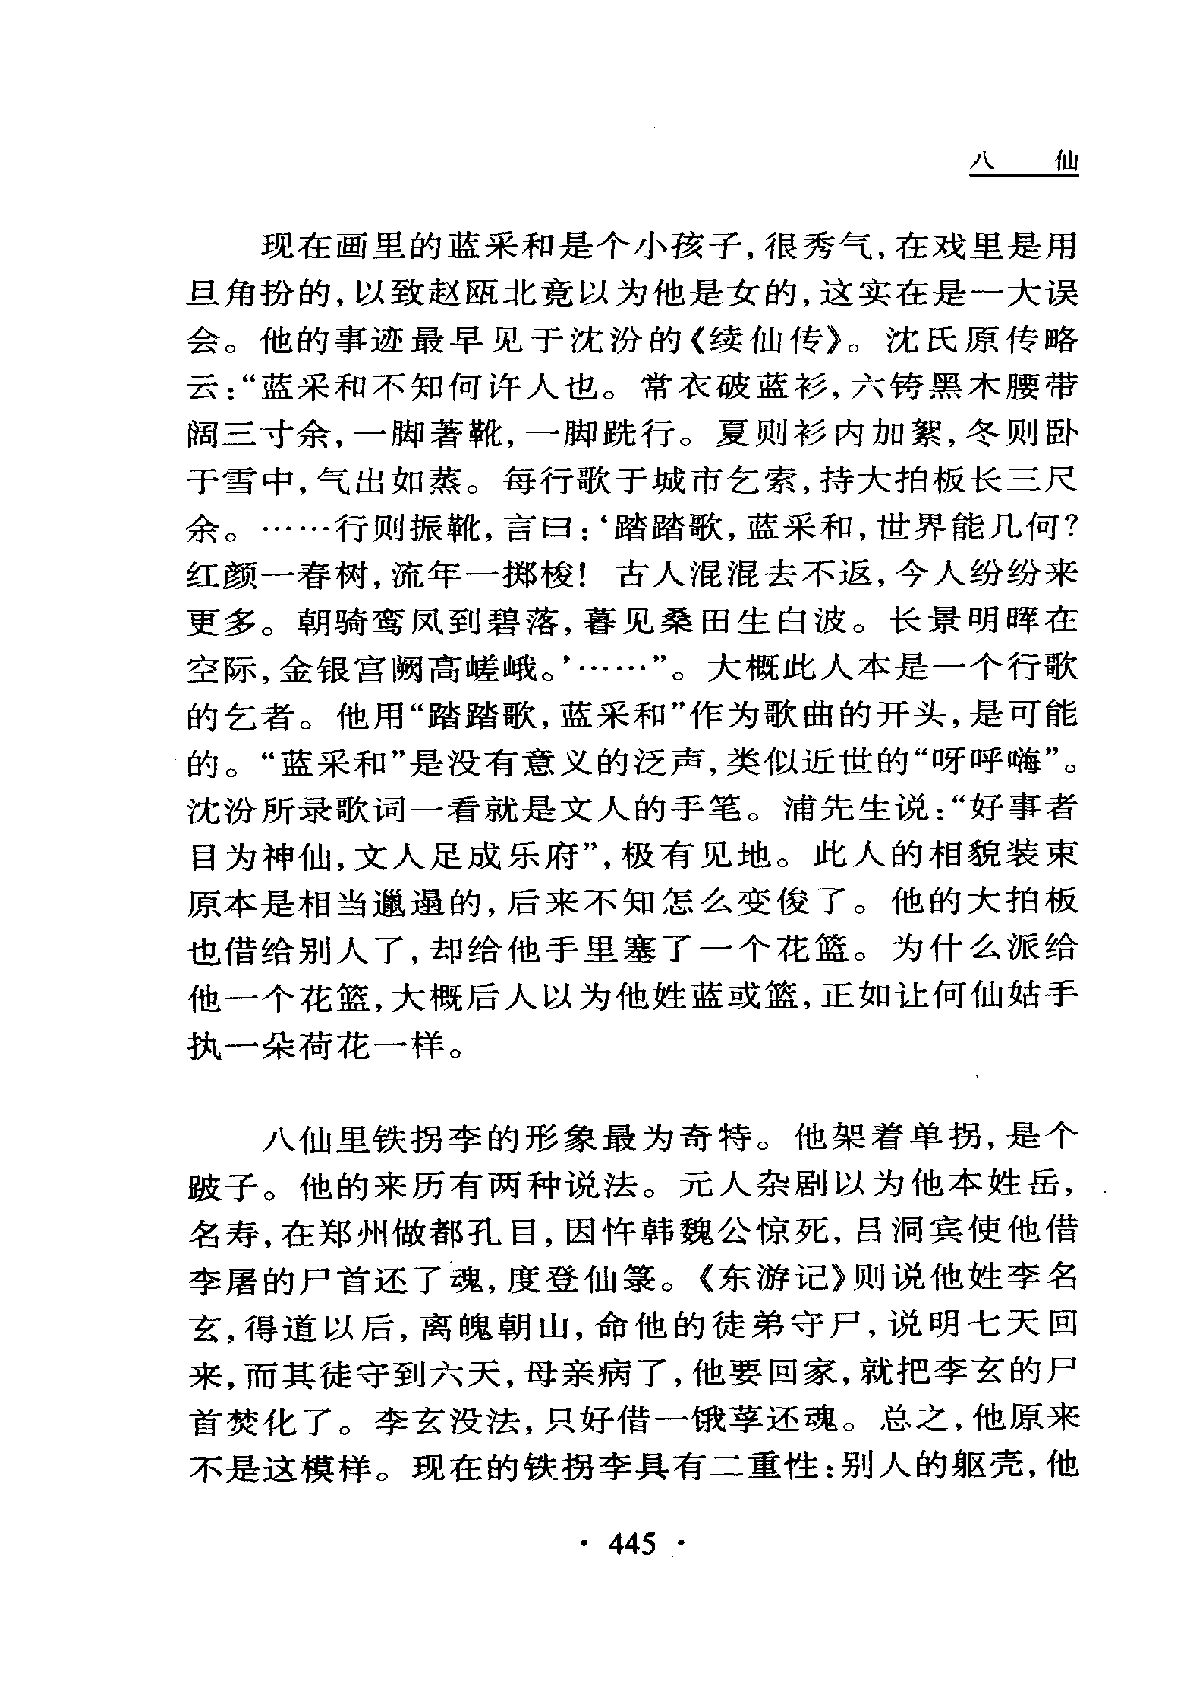 八　　仙
现在画里的蓝采和是个小孩子，很秀气，在戏里是用
旦角扮的，以致赵瓯北竟以为他是女的，这实在是一大误
会。他的事迹最早见于沈汾的《续仙传》。沈氏原传略
云：“蓝采和不知何许人也。常衣破蓝衫，六銙黑木腰带
阔三寸余，一脚著靴，一脚跣行。夏则衫内加絮，冬则卧
于雪中，气出如蒸。每行歌于城市乞索，持大拍板长三尺
余。……行则振靴，言曰：‘踏踏歌，蓝采和，世界能几何？
红颜一春树，流年一掷梭！古人混混去不返，今人纷纷来
更多。朝骑鸾凤到碧落，暮见桑田生白波。长景明晖在
空际，金银宫阙高嵯峨。’……”。大概此人本是一个行歌
的乞者。他用“踏踏歌，蓝采和”作为歌曲的开头，是可能
的。“蓝采和”是没有意义的泛声，类似近世的“呀呼嗨”。
沈汾所录歌词一看就是文人的手笔。浦先生说：“好事者
目为神仙，文人足成乐府”，极有见地。此人的相貌装束
原本是相当邋遢的，后来不知怎么变俊了。他的大拍板
也借给别人了，却给他手里塞了一个花篮。为什么派给
他一个花篮，大概后人以为他姓蓝或篮，正如让何仙姑手
执一朵荷花一样。
八仙里铁拐李的形象最为奇特。他架着单拐，是个
跛子。他的来历有两种说法。元人杂剧以为他本姓岳，
名寿，在郑州做都孔目，因忤韩魏公惊死，吕洞宾使他借
李屠的尸首还了魂，度登仙箓。《东游记》则说他姓李名
玄，得道以后，离魄朝山，命他的徒弟守尸，说明七天回
来，而其徒守到六天，母亲病了，他要回家，就把李玄的尸
首焚化了。李玄没法，只好借一饿莩还魂。总之，他原来
不是这模样。现在的铁拐李具有二重性：别人的躯壳，他
· 445 ·